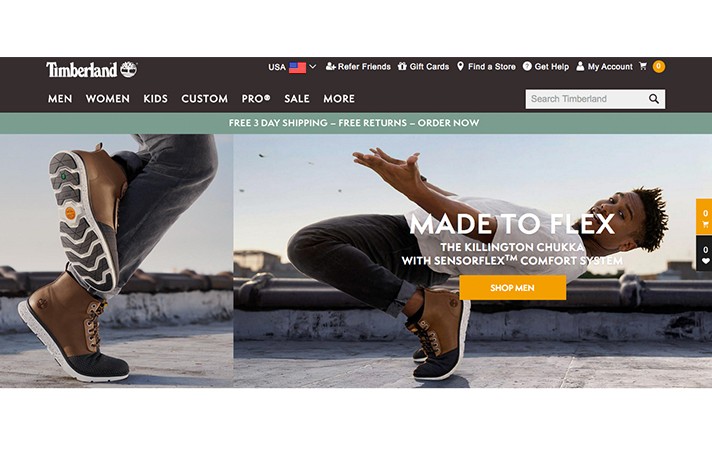 Timberland
USA
Refer Friends
Gift Cards
Find a Store
Get Help
My Account
0
MEN
WOMEN
KIDS
CUSTOM
PRO®
SALE
MORE
Search Timberland
FREE 3 DAY SHIPPING – FREE RETURNS – ORDER NOW
MADE TO FLEX
THE KILLINGTON CHUKKA
WITH SENSORFLEX™ COMFORT SYSTEM
SHOP MEN
0
0